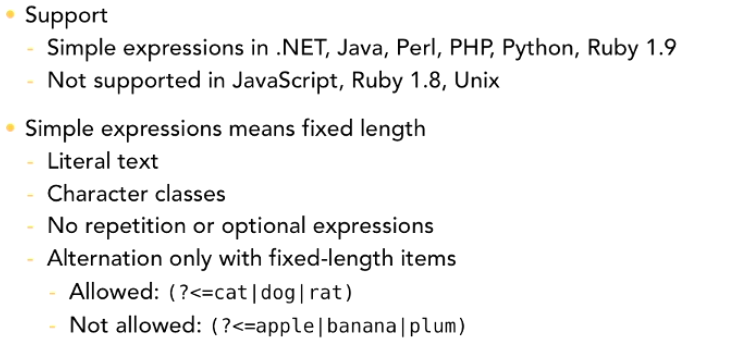 • Support
- Simple expressions in .NET, Java, Perl, PHP, Python, Ruby 1.9
- Not supported in JavaScript, Ruby 1.8, Unix
• Simple expressions means fixed length
- Literal text
- Character classes
- No repetition or optional expressions
- Alternation only with fixed-length items
- Allowed: (?<=cat|dog|rat)
- Not allowed: (?<=apple|banana|plum)